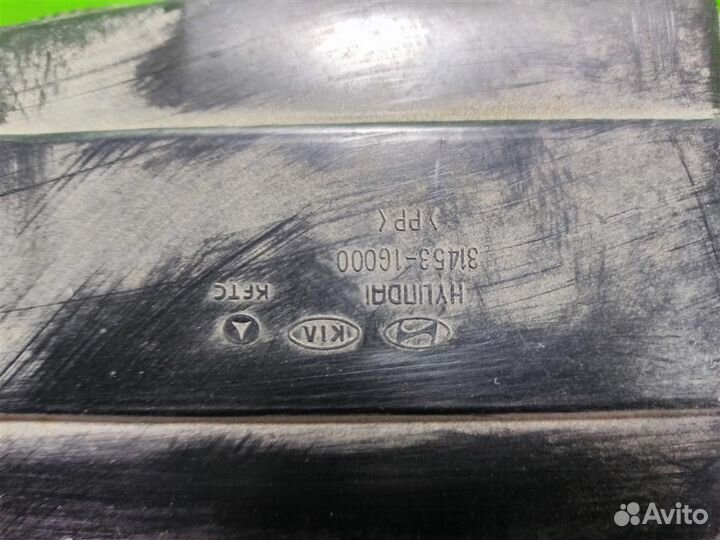 KIA
HYUNDAI KFTC
31453-1G000
>PP<
Avito